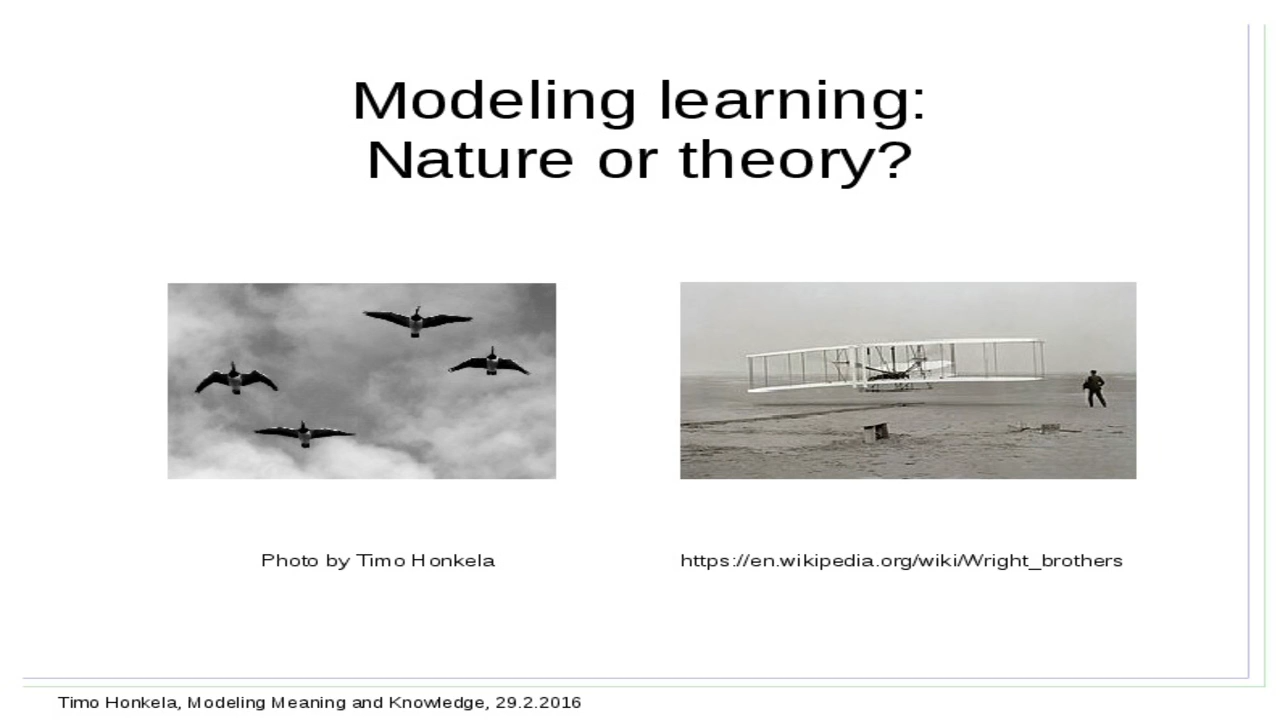 Modeling learning:
Nature or theory?
Photo by Timo Honkela
https://en.wikipedia.org/wiki/Wright_brothers
Timo Honkela, Modeling Meaning and Knowledge, 29.2.2016